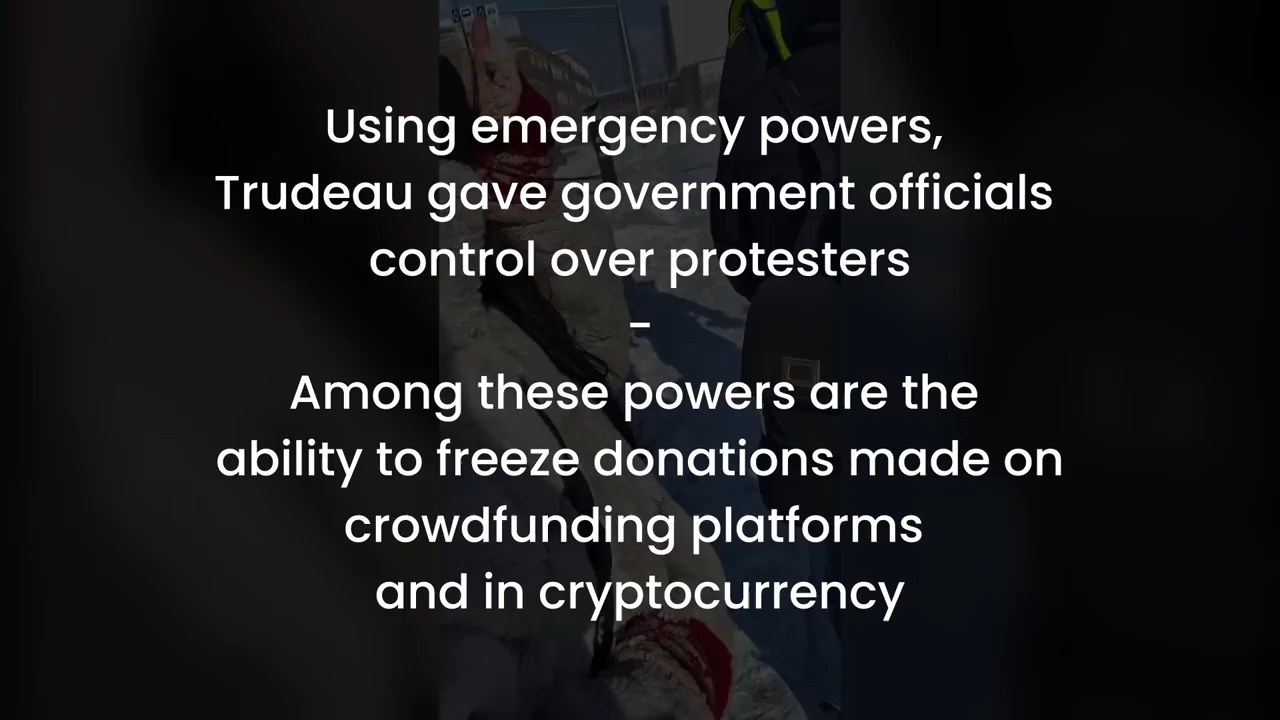 Using emergency powers,
Trudeau gave government officials
control over protesters
-
Among these powers are the
ability to freeze donations made on
crowdfunding platforms
and in cryptocurrency